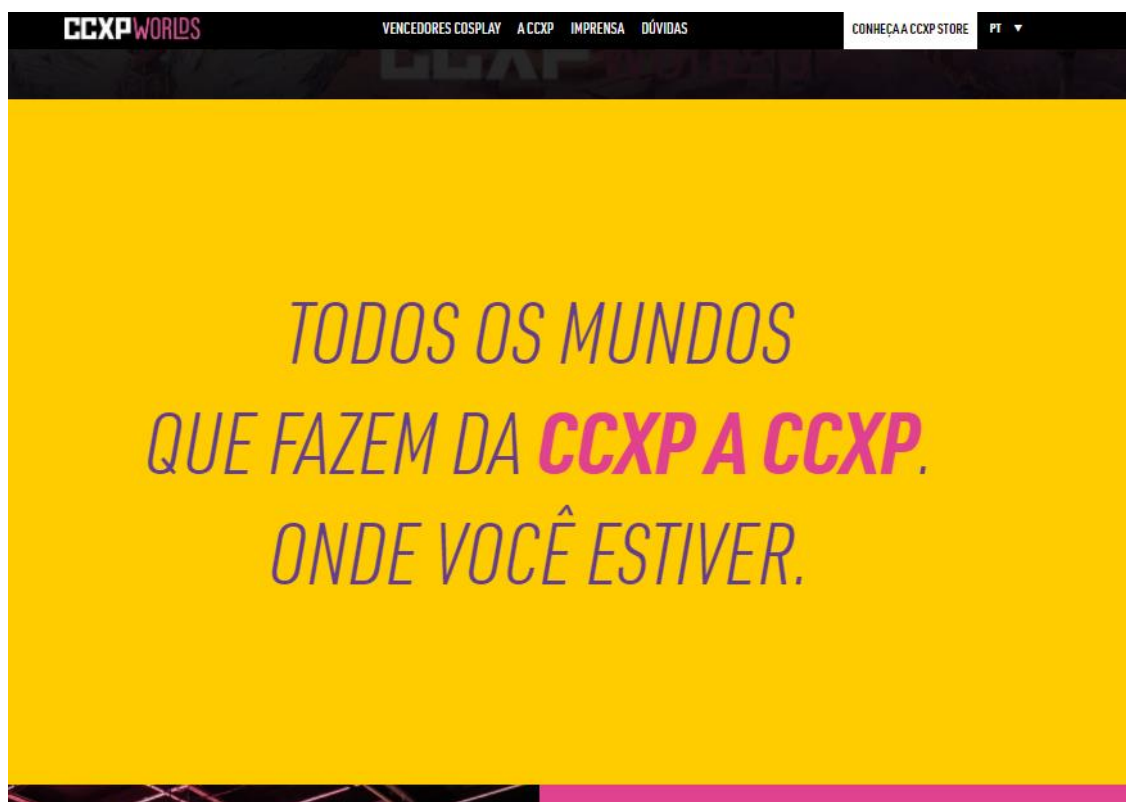 CCXPWORLDS VENCEDORES COSPLAY A CCXP IMPRENSA DÚVIDAS CONHEÇA A CCXP STORE PT
TODOS OS MUNDOS
QUE FAZEM DA CCXP A CCXP.
ONDE VOCÊ ESTIVER.